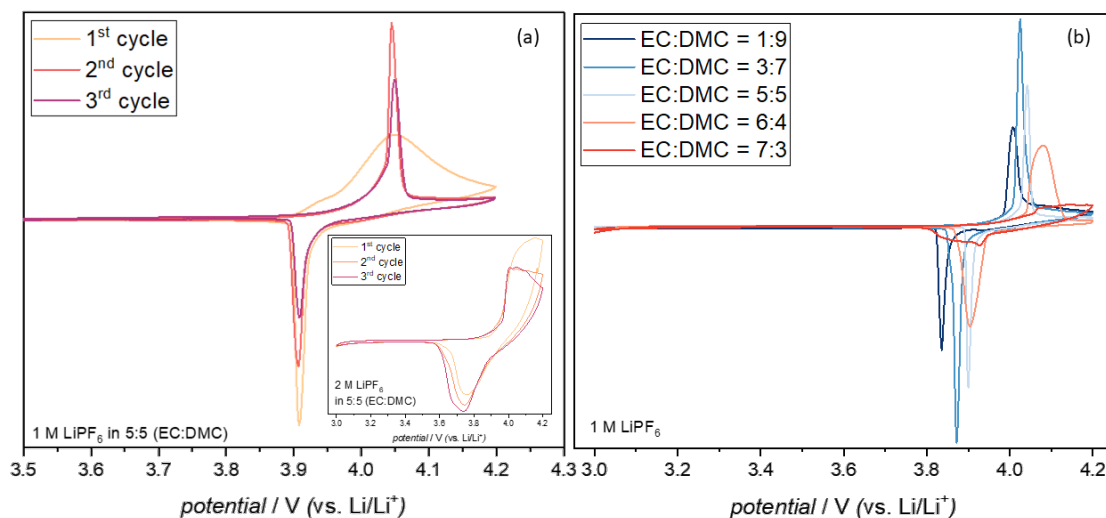 (a)
1st cycle
2nd cycle
3rd cycle
1st cycle
2nd cycle
3rd cycle
2 M LiPF6
in 5:5 (EC:DMC)
3.0 3.2 3.4 3.6 3.8 4.0 4.2
potential / V (vs. Li/Li+)
1 M LiPF6 in 5:5 (EC:DMC)
3.5 3.6 3.7 3.8 3.9 4.0 4.1 4.2 4.3
potential / V (vs. Li/Li+)
(b)
EC:DMC = 1:9
EC:DMC = 3:7
EC:DMC = 5:5
EC:DMC = 6:4
EC:DMC = 7:3
1 M LiPF6
3.0 3.2 3.4 3.6 3.8 4.0 4.2
potential / V (vs. Li/Li+)